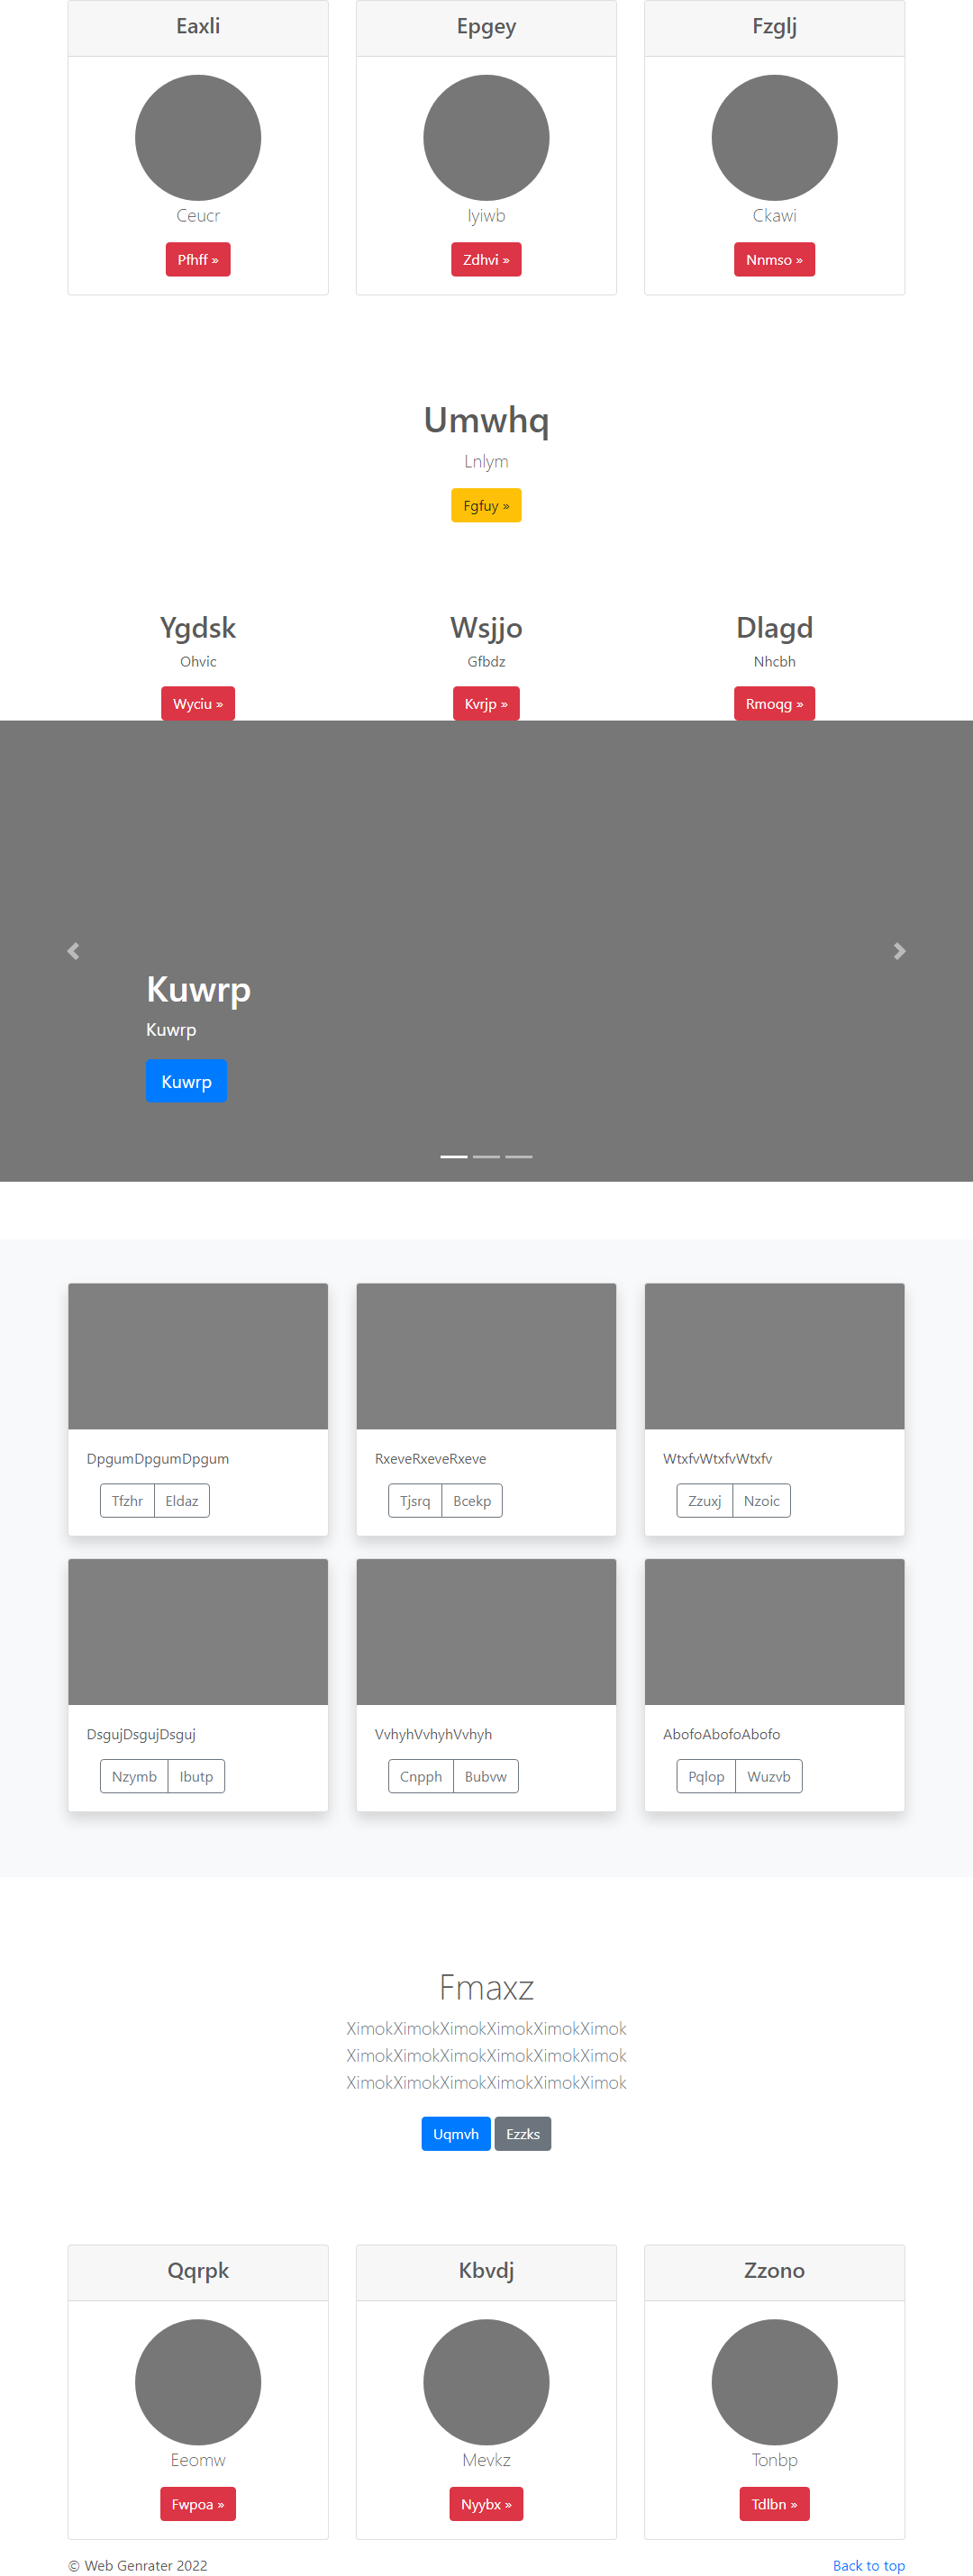 Eaxli Epgey Fzglj
Ceucr Iyiwb Ckawi
Pfhff » Zdhvi » Nnmso »
Umwhq
Lnlym
Fgfuy »
Ygdsk Wsjjo Dlagd
Ohvic Gfbdz Nhcbh
Wyciu » Kvrjp » Rmoqg »
Kuwrp
Kuwrp
Kuwrp
DpgumDpgumDpgum RxeveRxeveRxeve WtxfvWtxfvWtxfv
Tfzhr Eldaz Tjsrq Bcekp Zzuxj Nzoic
DsgujDsgujDsguj VvhyhVvhyhVvhyh AbofoAbofoAbofo
Nzymb Ibutp Cnpph Bubvw Pqlop Wuzvb
Fmaxz
XimokXimokXimokXimokXimokXimok
XimokXimokXimokXimokXimokXimok
XimokXimokXimokXimokXimokXimok
Uqmvh Ezzks
Qqrpk Kbvdj Zzono
Eeomw Mevkz Tonbp
Fwpoa » Nyybx » Tdlbn »
© Web Genrater 2022 Back to top